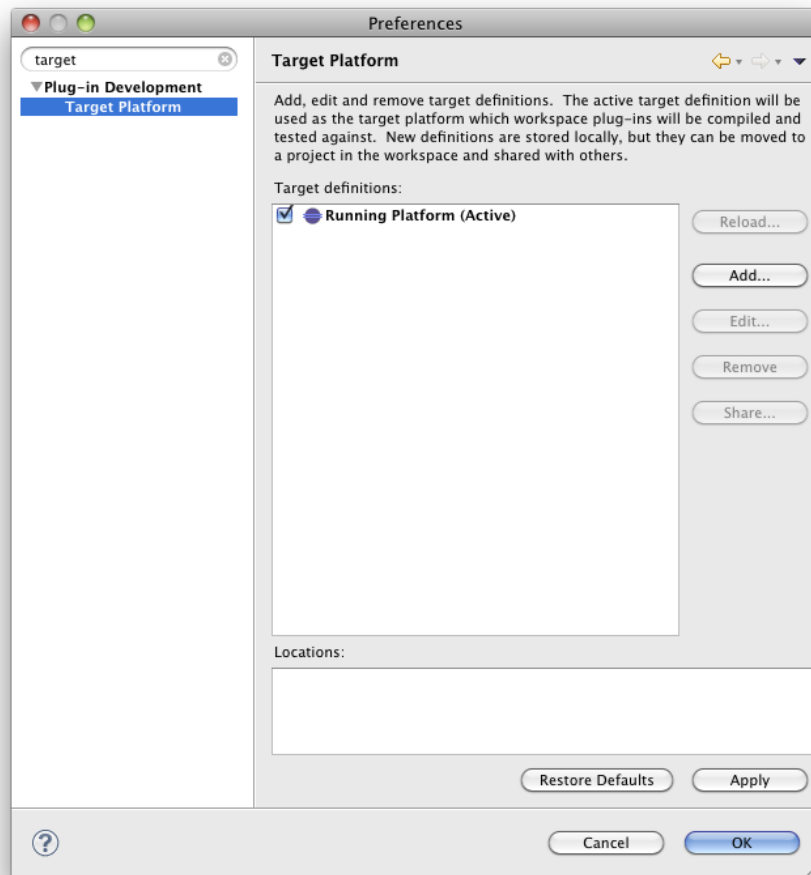 Preferences
target
Plug-in Development
Target Platform
Target Platform
Add, edit and remove target definitions.  The active target definition will be
used as the target platform which workspace plug-ins will be compiled and
tested against.  New definitions are stored locally, but they can be moved to
a project in the workspace and shared with others.
Target definitions:
Running Platform (Active)
Reload...
Add...
Edit...
Remove
Share...
Locations:
Restore Defaults
Apply
?
Cancel
OK